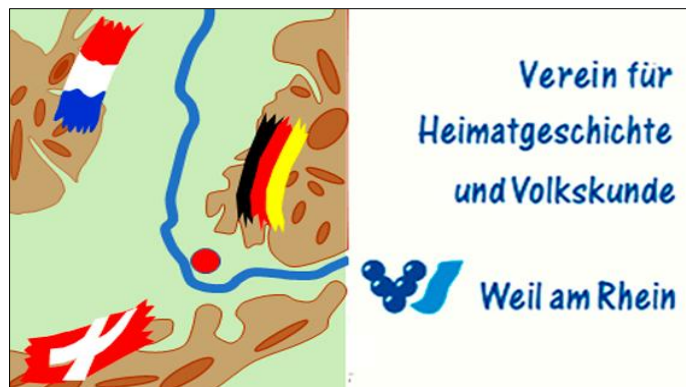 Verein für
Heimatgeschichte
und Volkskunde
Weil am Rhein